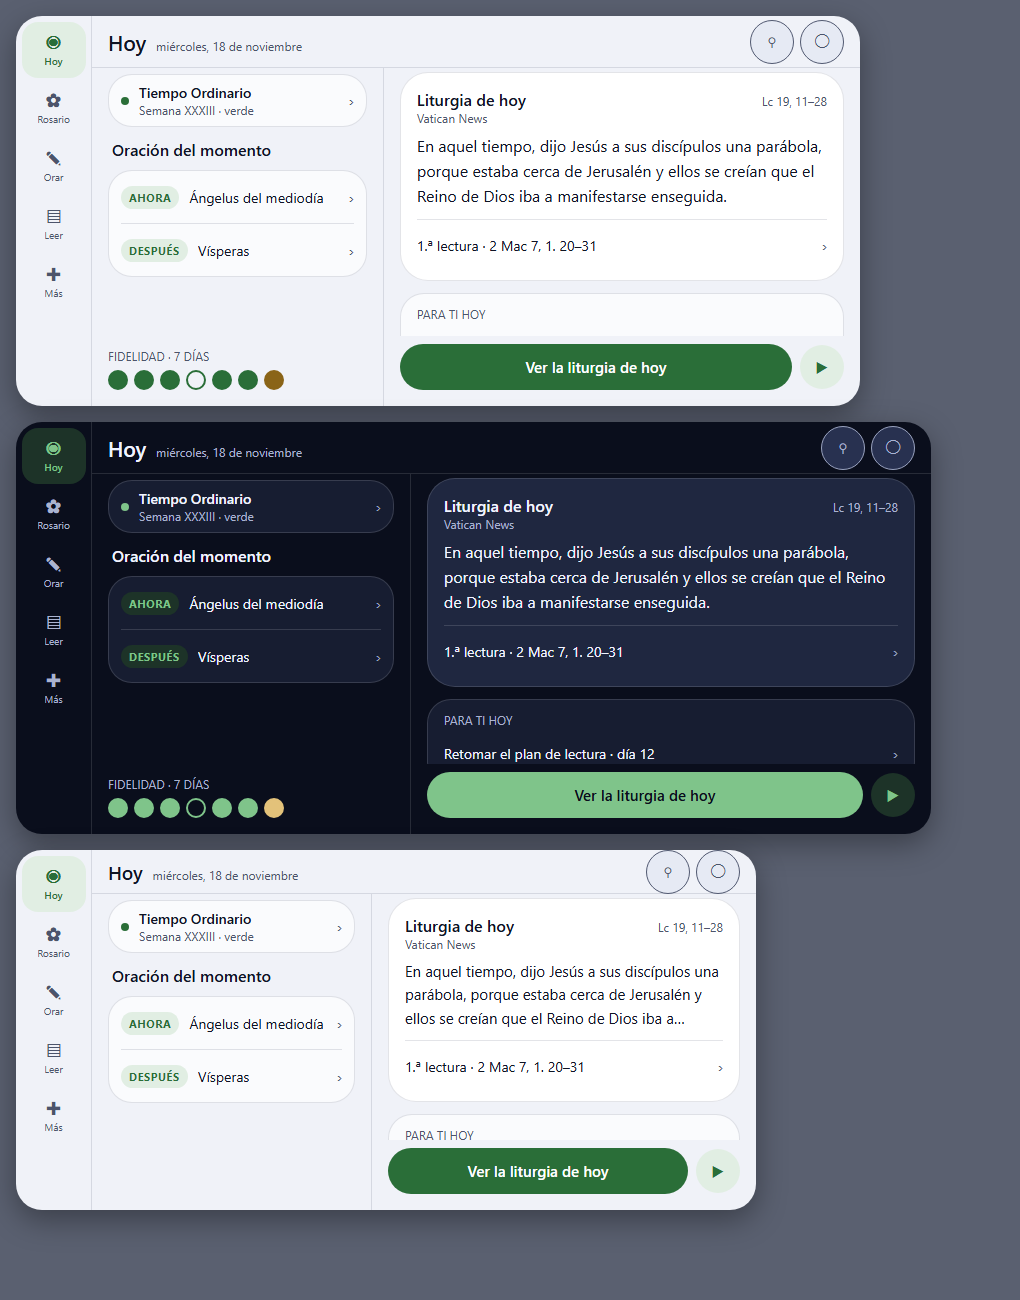 Hoy
Rosario
Orar
Leer
Más
Hoy miércoles, 18 de noviembre
Tiempo Ordinario
Semana XXXIII · verde
Oración del momento
AHORA Ángelus del mediodía
DESPUÉS Vísperas
FIDELIDAD · 7 DÍAS
Liturgia de hoy Lc 19, 11–28
Vatican News
En aquel tiempo, dijo Jesús a sus discípulos una parábola,
porque estaba cerca de Jerusalén y ellos se creían que el
Reino de Dios iba a manifestarse enseguida.
1.ª lectura · 2 Mac 7, 1. 20–31
PARA TI HOY
Ver la liturgia de hoy
Hoy
Rosario
Orar
Leer
Más
Hoy miércoles, 18 de noviembre
Tiempo Ordinario
Semana XXXIII · verde
Oración del momento
AHORA Ángelus del mediodía
DESPUÉS Vísperas
FIDELIDAD · 7 DÍAS
Liturgia de hoy Lc 19, 11–28
Vatican News
En aquel tiempo, dijo Jesús a sus discípulos una parábola,
porque estaba cerca de Jerusalén y ellos se creían que el Reino
de Dios iba a manifestarse enseguida.
1.ª lectura · 2 Mac 7, 1. 20–31
PARA TI HOY
Retomar el plan de lectura · día 12
Ver la liturgia de hoy
Hoy
Rosario
Orar
Leer
Más
Hoy miércoles, 18 de noviembre
Tiempo Ordinario
Semana XXXIII · verde
Oración del momento
AHORA Ángelus del mediodía
DESPUÉS Vísperas
Liturgia de hoy Lc 19, 11–28
Vatican News
En aquel tiempo, dijo Jesús a sus discípulos una
parábola, porque estaba cerca de Jerusalén y
ellos se creían que el Reino de Dios iba a...
1.ª lectura · 2 Mac 7, 1. 20–31
PARA TI HOY
Ver la liturgia de hoy